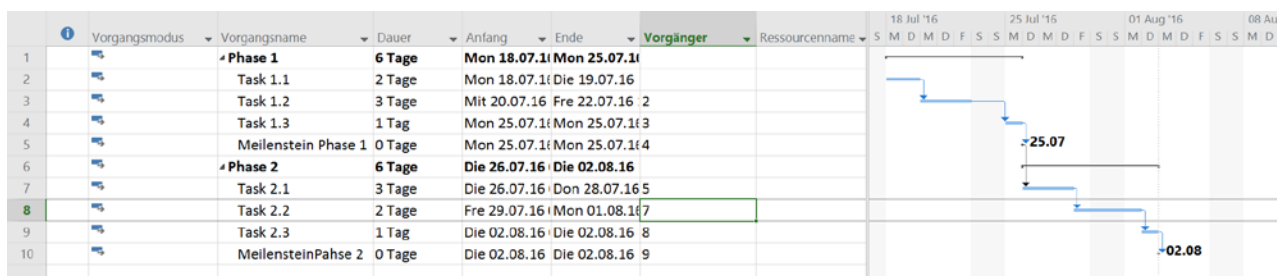 18 Jul '16 25 Jul '16 01 Aug '16 08 Au
Vorgangsmodus Vorgangsname Dauer Anfang Ende Vorgänger Ressourcenname S M D M D F S S M D M D F S S M D M D F S S M D
1 Phase 1 6 Tage Mon 18.07.1 Mon 25.07.1
2 Task 1.1 2 Tage Mon 18.07.1 Die 19.07.16
3 Task 1.2 3 Tage Mit 20.07.16 Fre 22.07.16 2
4 Task 1.3 1 Tag Mon 25.07.1 Mon 25.07.1 3
5 Meilenstein Phase 1 0 Tage Mon 25.07.1 Mon 25.07.1 4 25.07
6 Phase 2 6 Tage Die 26.07.16 Die 02.08.16
7 Task 2.1 3 Tage Die 26.07.16 Don 28.07.16 5
8 Task 2.2 2 Tage Fre 29.07.16 Mon 01.08.1 7
9 Task 2.3 1 Tag Die 02.08.16 Die 02.08.16 8
10 MeilensteinPahse 2 0 Tage Die 02.08.16 Die 02.08.16 9 02.08